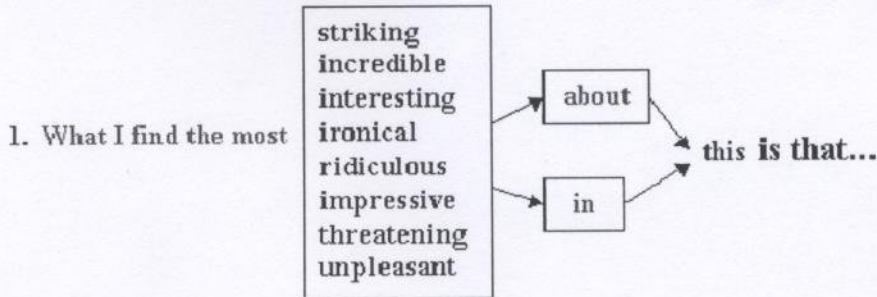 1. What I find the most
striking
incredible
interesting
ironical
ridiculous
impressive
threatening
unpleasant
about
in
this is that...